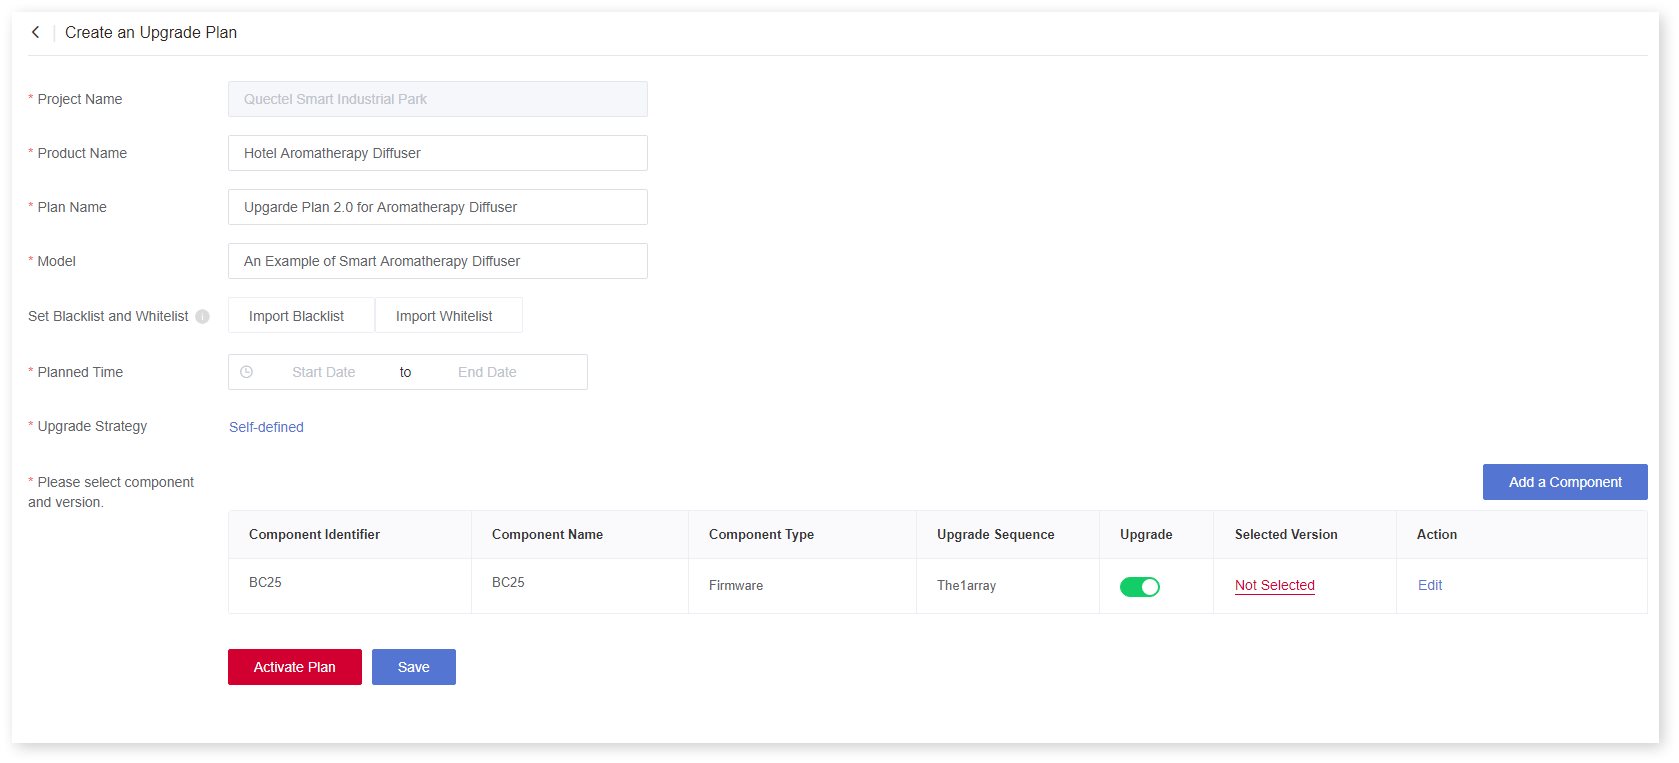 Create an Upgrade Plan
* Project Name
Quectel Smart Industrial Park
* Product Name
Hotel Aromatherapy Diffuser
* Plan Name
Upgarde Plan 2.0 for Aromatherapy Diffuser
* Model
An Example of Smart Aromatherapy Diffuser
Set Blacklist and Whitelist
Import Blacklist Import Whitelist
* Planned Time
Start Date to End Date
* Upgrade Strategy
Self-defined
* Please select component
and version.
Add a Component
Component Identifier Component Name Component Type Upgrade Sequence Upgrade Selected Version Action
BC25 BC25 Firmware The1array Not Selected Edit
Activate Plan Save